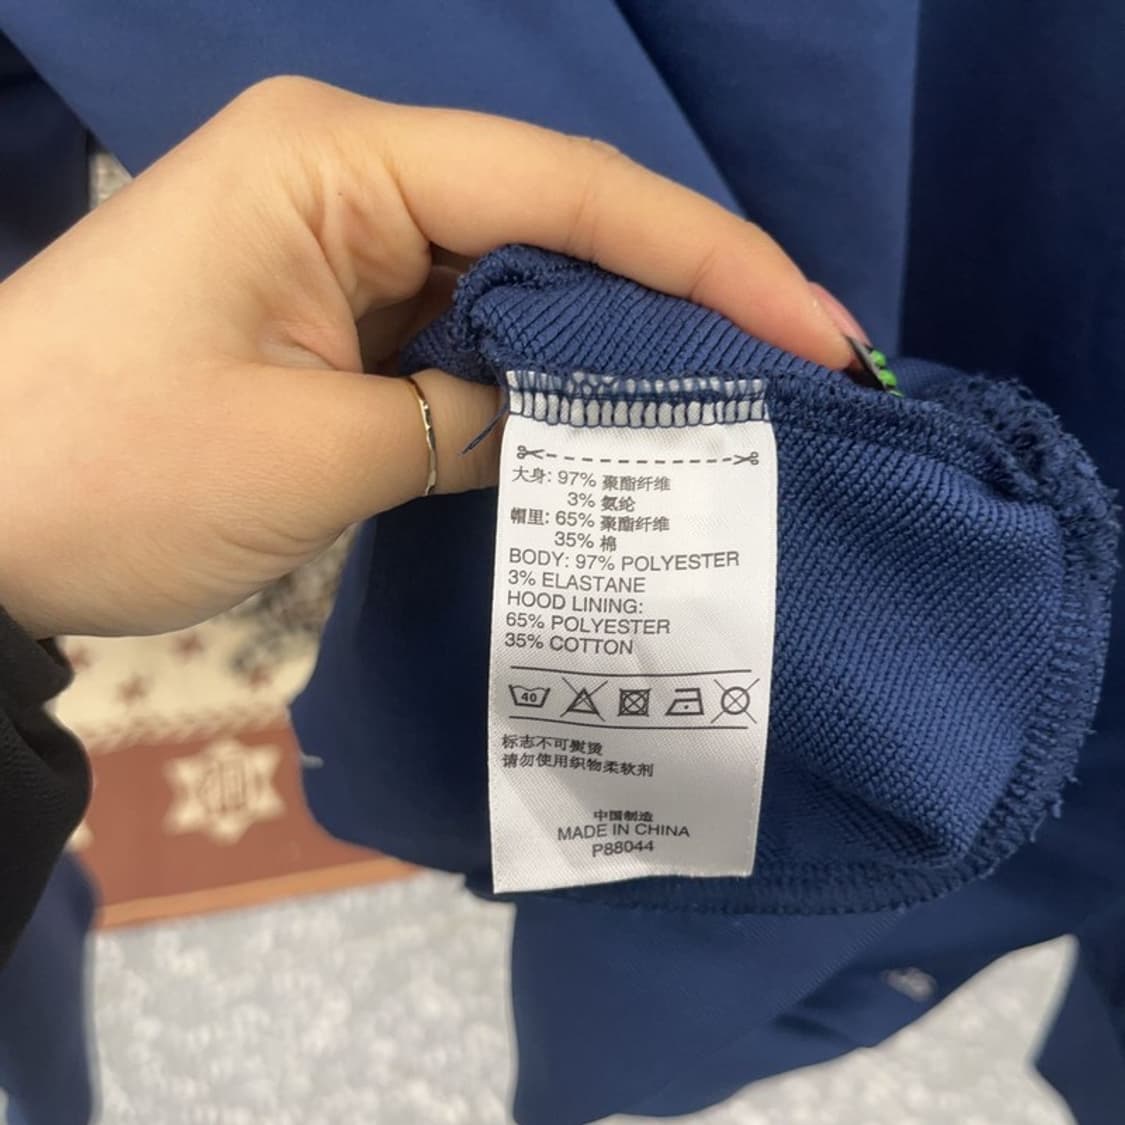 大身: 97% 聚酯纤维
3% 氨纶
帽里: 65% 聚酯纤维
35% 棉
BODY: 97% POLYESTER
3% ELASTANE
HOOD LINING:
65% POLYESTER
35% COTTON
40
标志不可熨烫
请勿使用织物柔软剂
中国制造
MADE IN CHINA
P88044